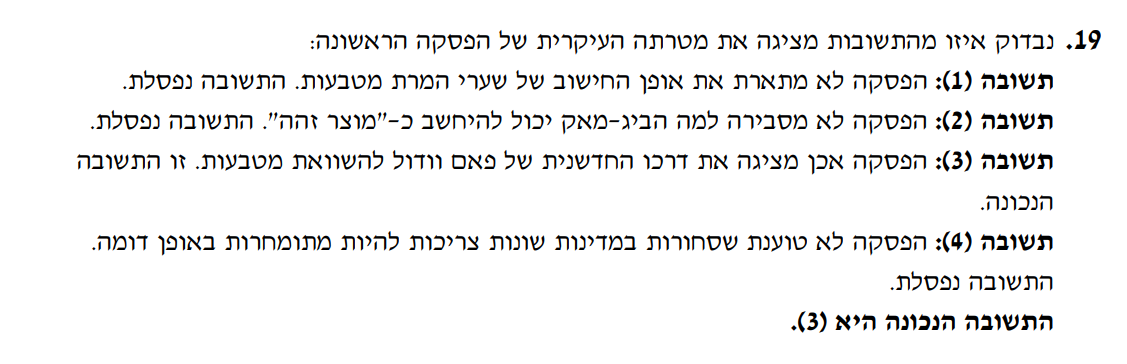 19. נבדוק איזו מהתשובות מציגה את מטרתה העיקרית של הפסקה הראשונה:
תשובה (1): הפסקה לא מתארת את אופן החישוב של שערי המרת מטבעות. התשובה נפסלת.
תשובה (2): הפסקה לא מסבירה למה הביג-מאק יכול להיחשב כ-"מוצר זהה". התשובה נפסלת.
תשובה (3): הפסקה אכן מציגה את דרכו החדשנית של פאם וודול להשוואת מטבעות. זו התשובה
הנכונה.
תשובה (4): הפסקה לא טוענת שסחורות במדינות שונות צריכות להיות מתומחרות באופן דומה.
התשובה נפסלת.
התשובה הנכונה היא (3).